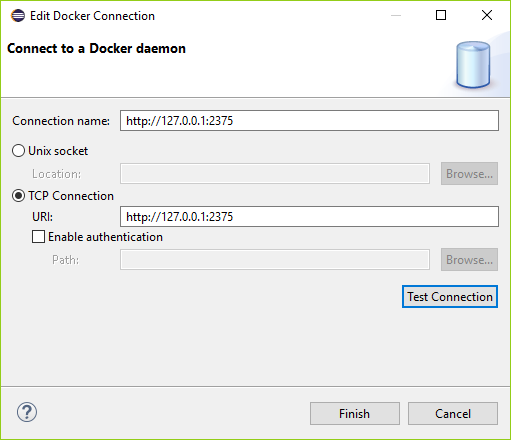 Edit Docker Connection
Connect to a Docker daemon
Connection name: http://127.0.0.1:2375
Unix socket
Location: Browse...
TCP Connection
URI: http://127.0.0.1:2375
Enable authentication
Path: Browse...
Test Connection
? Finish Cancel